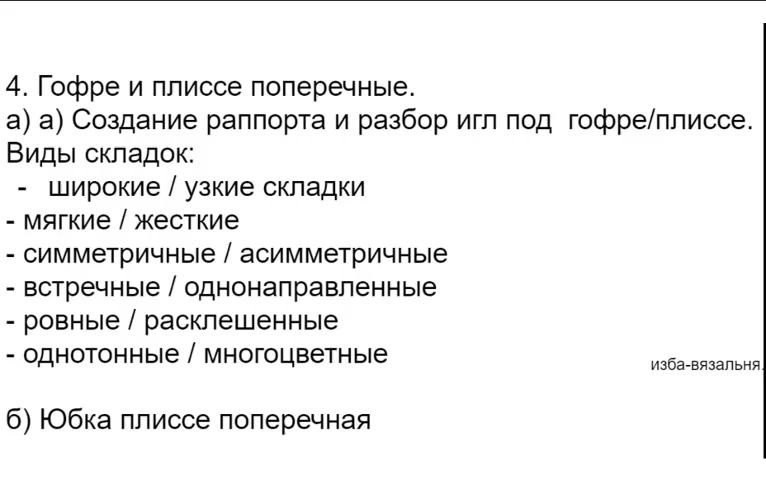 4. Гофре и плиссе поперечные.
а) а) Создание раппорта и разбор игл под  гофре/плиссе.
Виды складок:
-   широкие / узкие складки
- мягкие / жесткие
- симметричные / асимметричные
- встречные / однонаправленные
- ровные / расклешенные
- однотонные / многоцветные
изба-вязальня.
б) Юбка плиссе поперечная